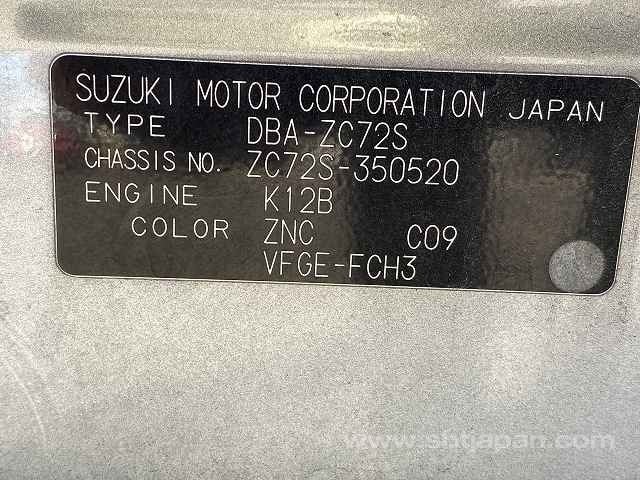 SUZUKI MOTOR CORPORATION JAPAN
TYPE DBA-ZC72S
CHASSIS NO. ZC72S-350520
ENGINE K12B
COLOR ZNC C09
VFGE-FCH3
www.shtjapan.com